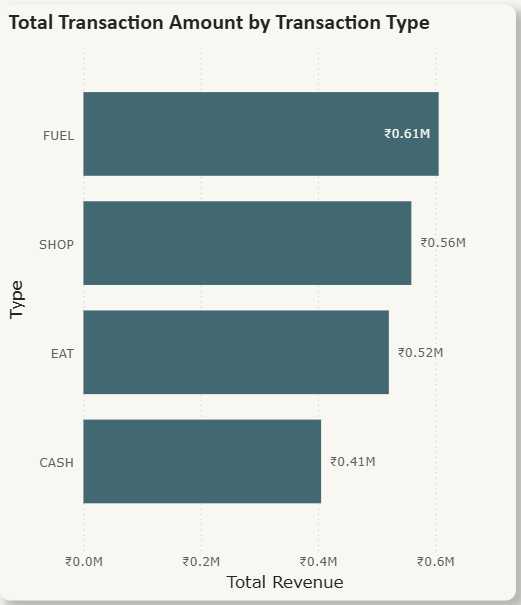 Total Transaction Amount by Transaction Type
FUEL
₹0.61M
SHOP
₹0.56M
EAT
₹0.52M
CASH
₹0.41M
Type
₹0.0M ₹0.2M ₹0.4M ₹0.6M
Total Revenue